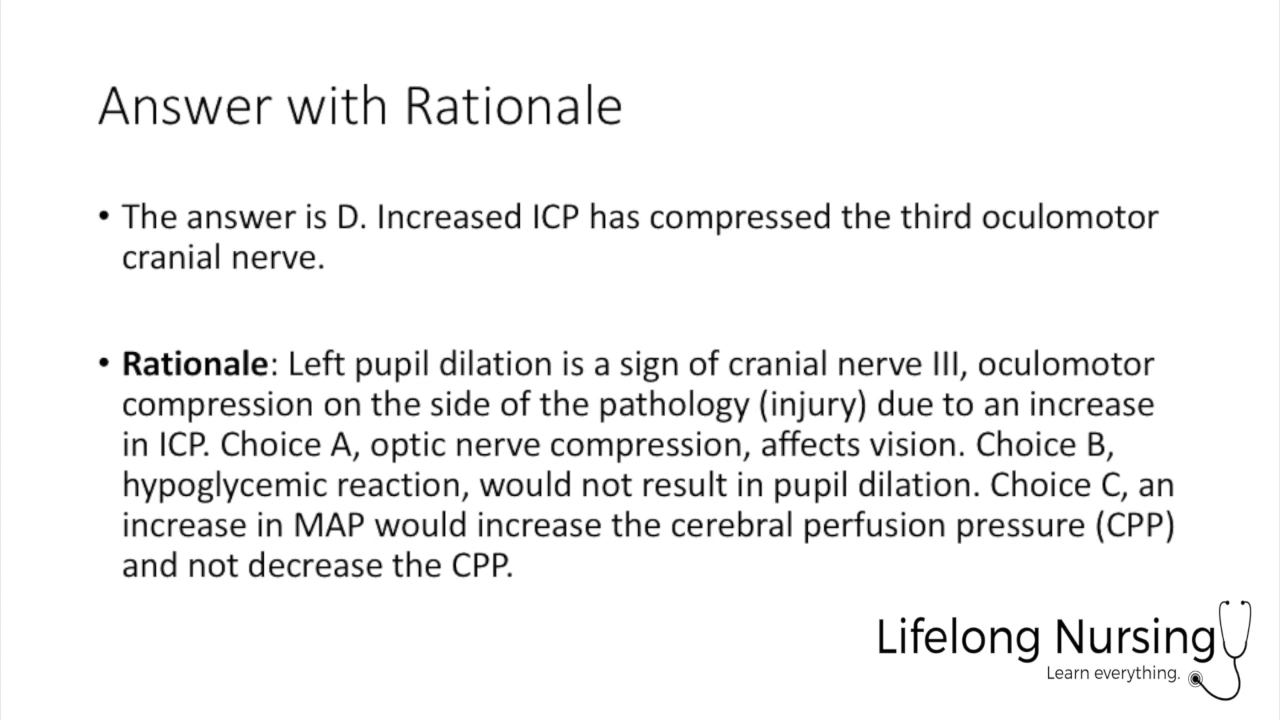 Answer with Rationale
• The answer is D. Increased ICP has compressed the third oculomotor
cranial nerve.
• Rationale: Left pupil dilation is a sign of cranial nerve III, oculomotor
compression on the side of the pathology (injury) due to an increase
in ICP. Choice A, optic nerve compression, affects vision. Choice B,
hypoglycemic reaction, would not result in pupil dilation. Choice C, an
increase in MAP would increase the cerebral perfusion pressure (CPP)
and not decrease the CPP.
Lifelong Nursing
Learn everything.